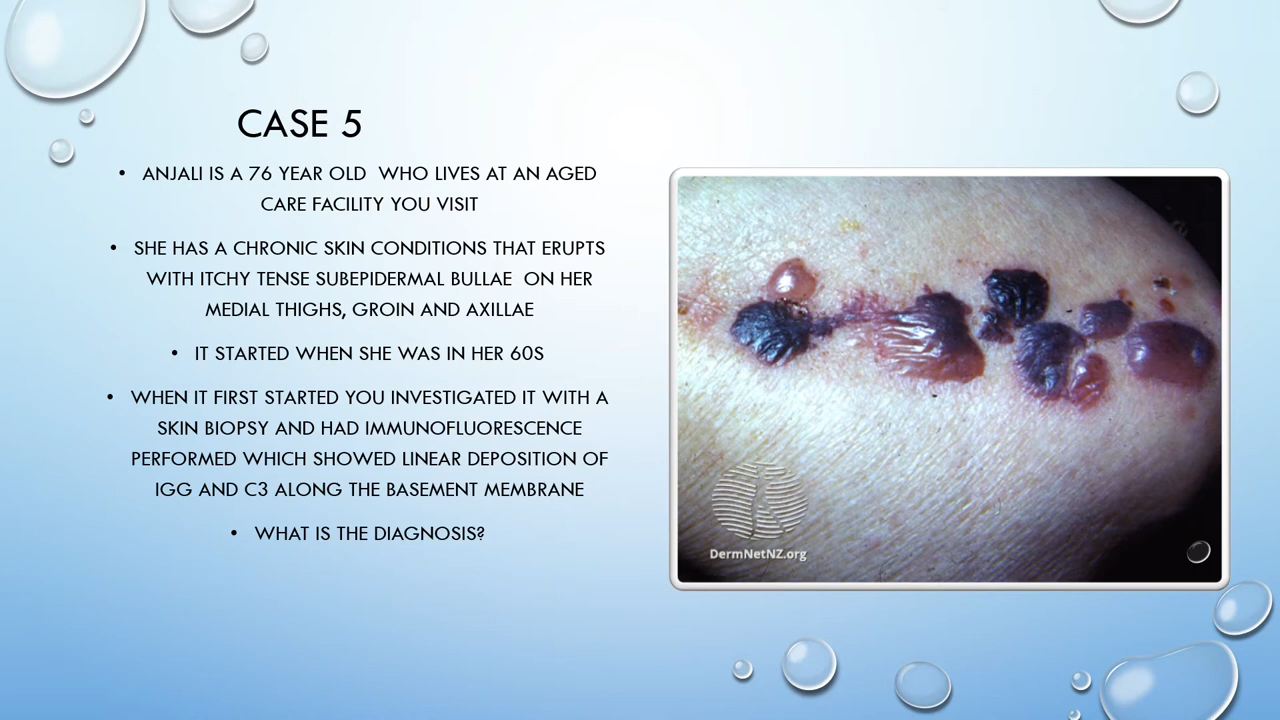 CASE 5
• ANJALI IS A 76 YEAR OLD WHO LIVES AT AN AGED
CARE FACILITY YOU VISIT
• SHE HAS A CHRONIC SKIN CONDITIONS THAT ERUPTS
WITH ITCHY TENSE SUBEPIDERMAL BULLAE ON HER
MEDIAL THIGHS, GROIN AND AXILLAE
• IT STARTED WHEN SHE WAS IN HER 60S
• WHEN IT FIRST STARTED YOU INVESTIGATED IT WITH A
SKIN BIOPSY AND HAD IMMUNOFLUORESCENCE
PERFORMED WHICH SHOWED LINEAR DEPOSITION OF
IGG AND C3 ALONG THE BASEMENT MEMBRANE
• WHAT IS THE DIAGNOSIS?
DermNetNZ.org